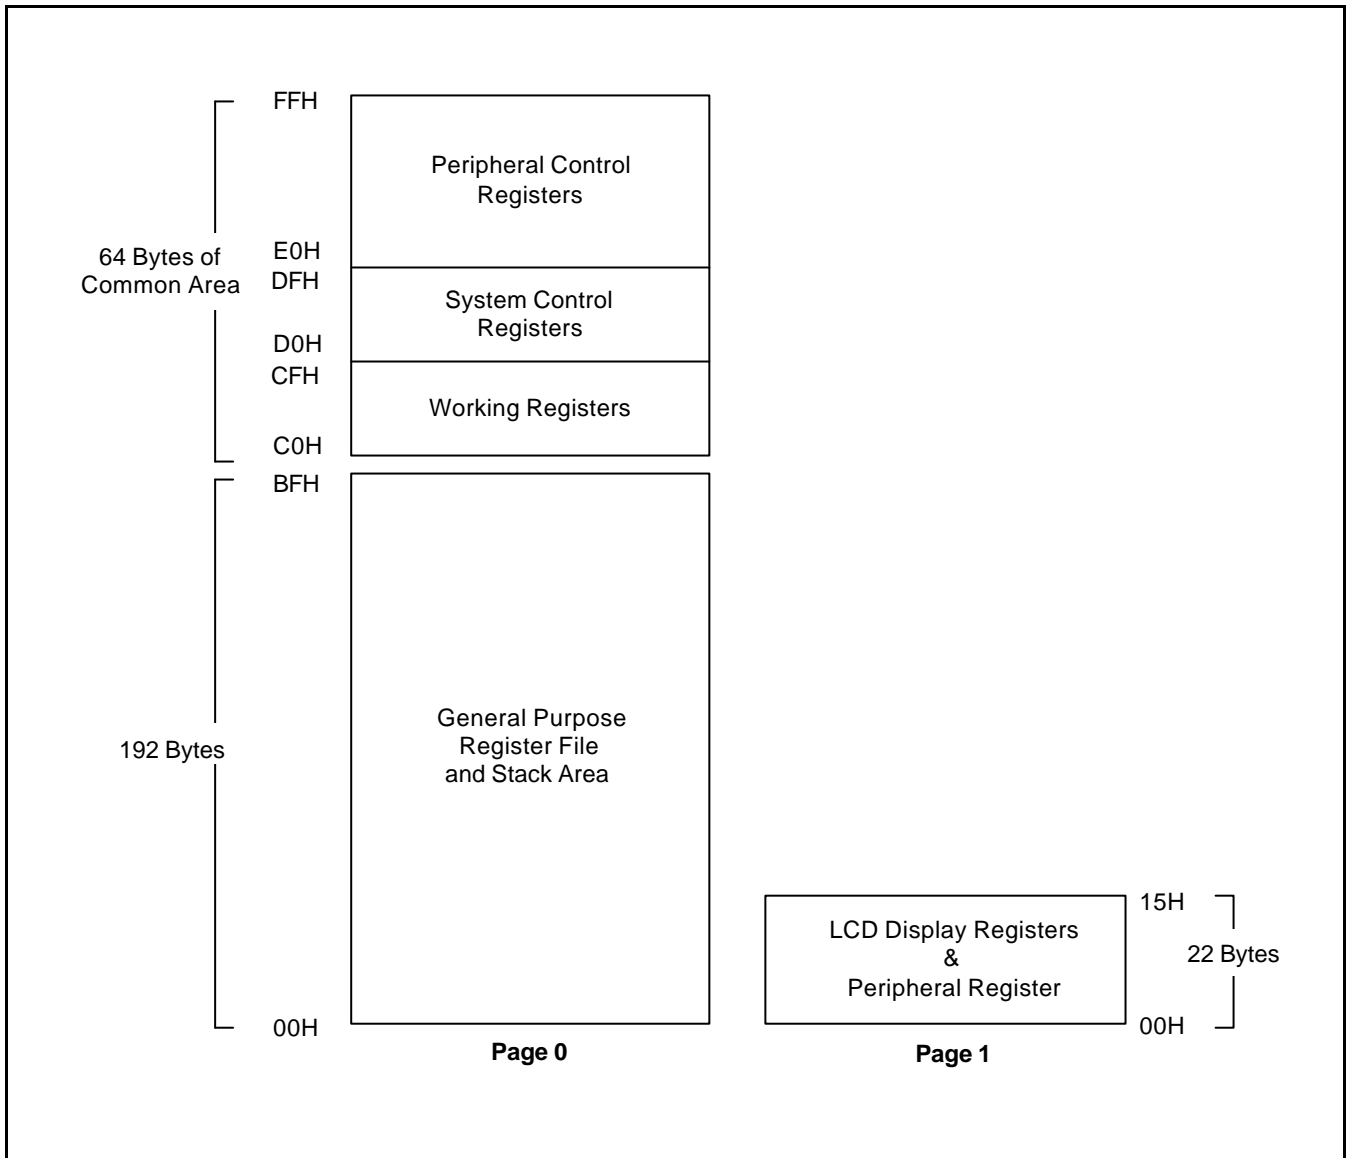 FFH
Peripheral Control
Registers
E0H
64 Bytes of
Common Area
DFH
System Control
Registers
D0H
CFH
Working Registers
C0H
BFH
General Purpose
Register File
and Stack Area
192 Bytes
00H
Page 0
15H
LCD Display Registers
&
Peripheral Register
22 Bytes
00H
Page 1